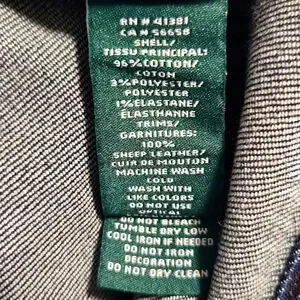 RN # 41381
CA # 56658
SHELL/
TISSU PRINCIPAL:
96% COTTON/
COTON
3% POLYESTER/
POLYESTER
1% ELASTANE/
ELASTHANNE
TRIMS/
GARNITURES:
100%
SHEEP LEATHER/
CUIR DE MOUTON
MACHINE WASH
COLD
WASH WITH
LIKE COLORS
DO NOT USE
OPTICAL
DO NOT BLEACH
TUMBLE DRY LOW
COOL IRON IF NEEDED
DO NOT IRON
DECORATION
DO NOT DRY CLEAN